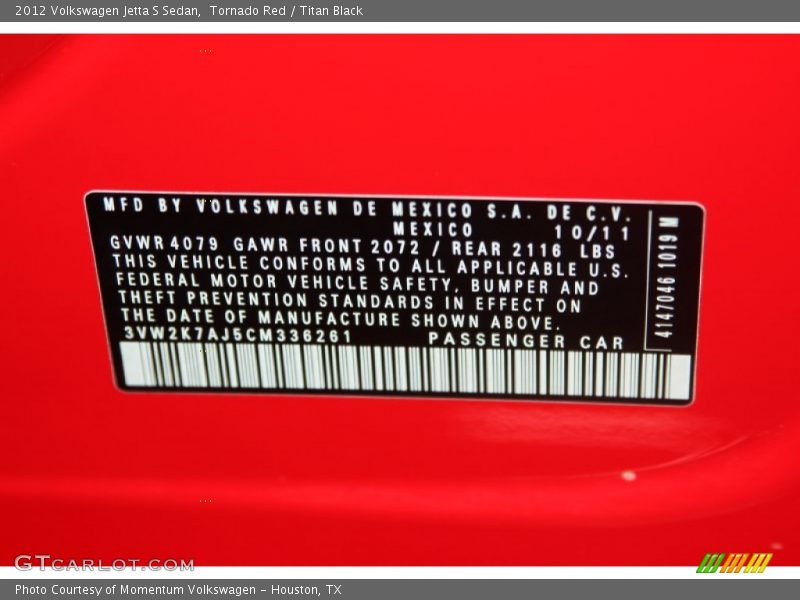 2012 Volkswagen Jetta S Sedan, Tornado Red / Titan Black
MFD BY VOLKSWAGEN DE MEXICO S.A. DE C.V.
MEXICO 10/11
GVWR 4079 GAWR FRONT 2072 / REAR 2116 LBS
THIS VEHICLE CONFORMS TO ALL APPLICABLE U.S.
FEDERAL MOTOR VEHICLE SAFETY, BUMPER AND
THEFT PREVENTION STANDARDS IN EFFECT ON
THE DATE OF MANUFACTURE SHOWN ABOVE.
3VW2K7AJ5CM336261 PASSENGER CAR
4147046 1019 M
GTCARLOT.COM
Photo Courtesy of Momentum Volkswagen - Houston, TX